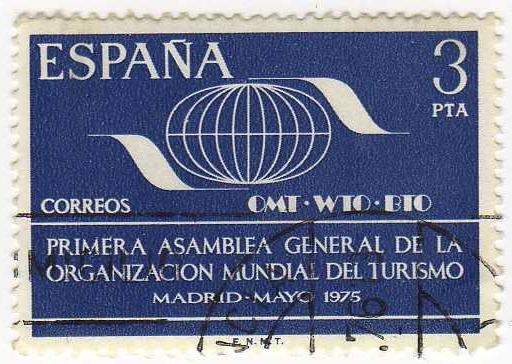 ESPAÑA
3
PTA
CORREOS
OMT·WTO·BTO
PRIMERA ASAMBLEA GENERAL DE LA
ORGANIZACION MUNDIAL DEL TURISMO
MADRID·MAYO 1975
F.N.M.T.